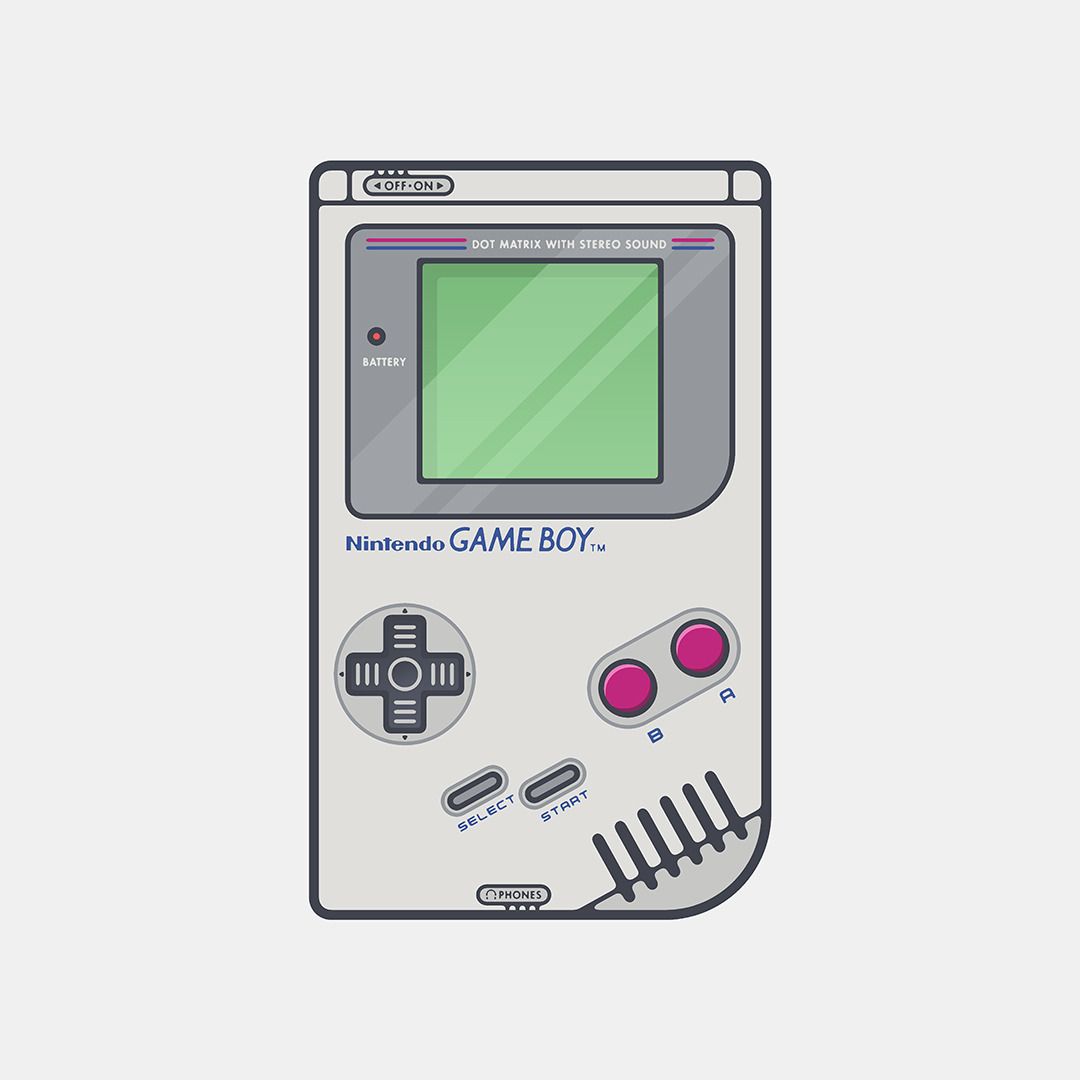 OFF·ON
DOT MATRIX WITH STEREO SOUND
BATTERY
Nintendo GAME BOY™
A
B
SELECT START
PHONES